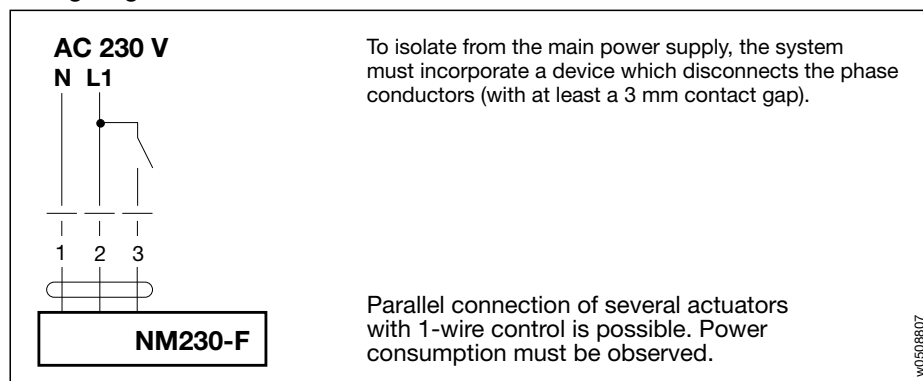 AC 230 V
N L1
To isolate from the main power supply, the system
must incorporate a device which disconnects the phase
conductors (with at least a 3 mm contact gap).
1 2 3
NM230-F
Parallel connection of several actuators
with 1-wire control is possible. Power
consumption must be observed.
w0508807